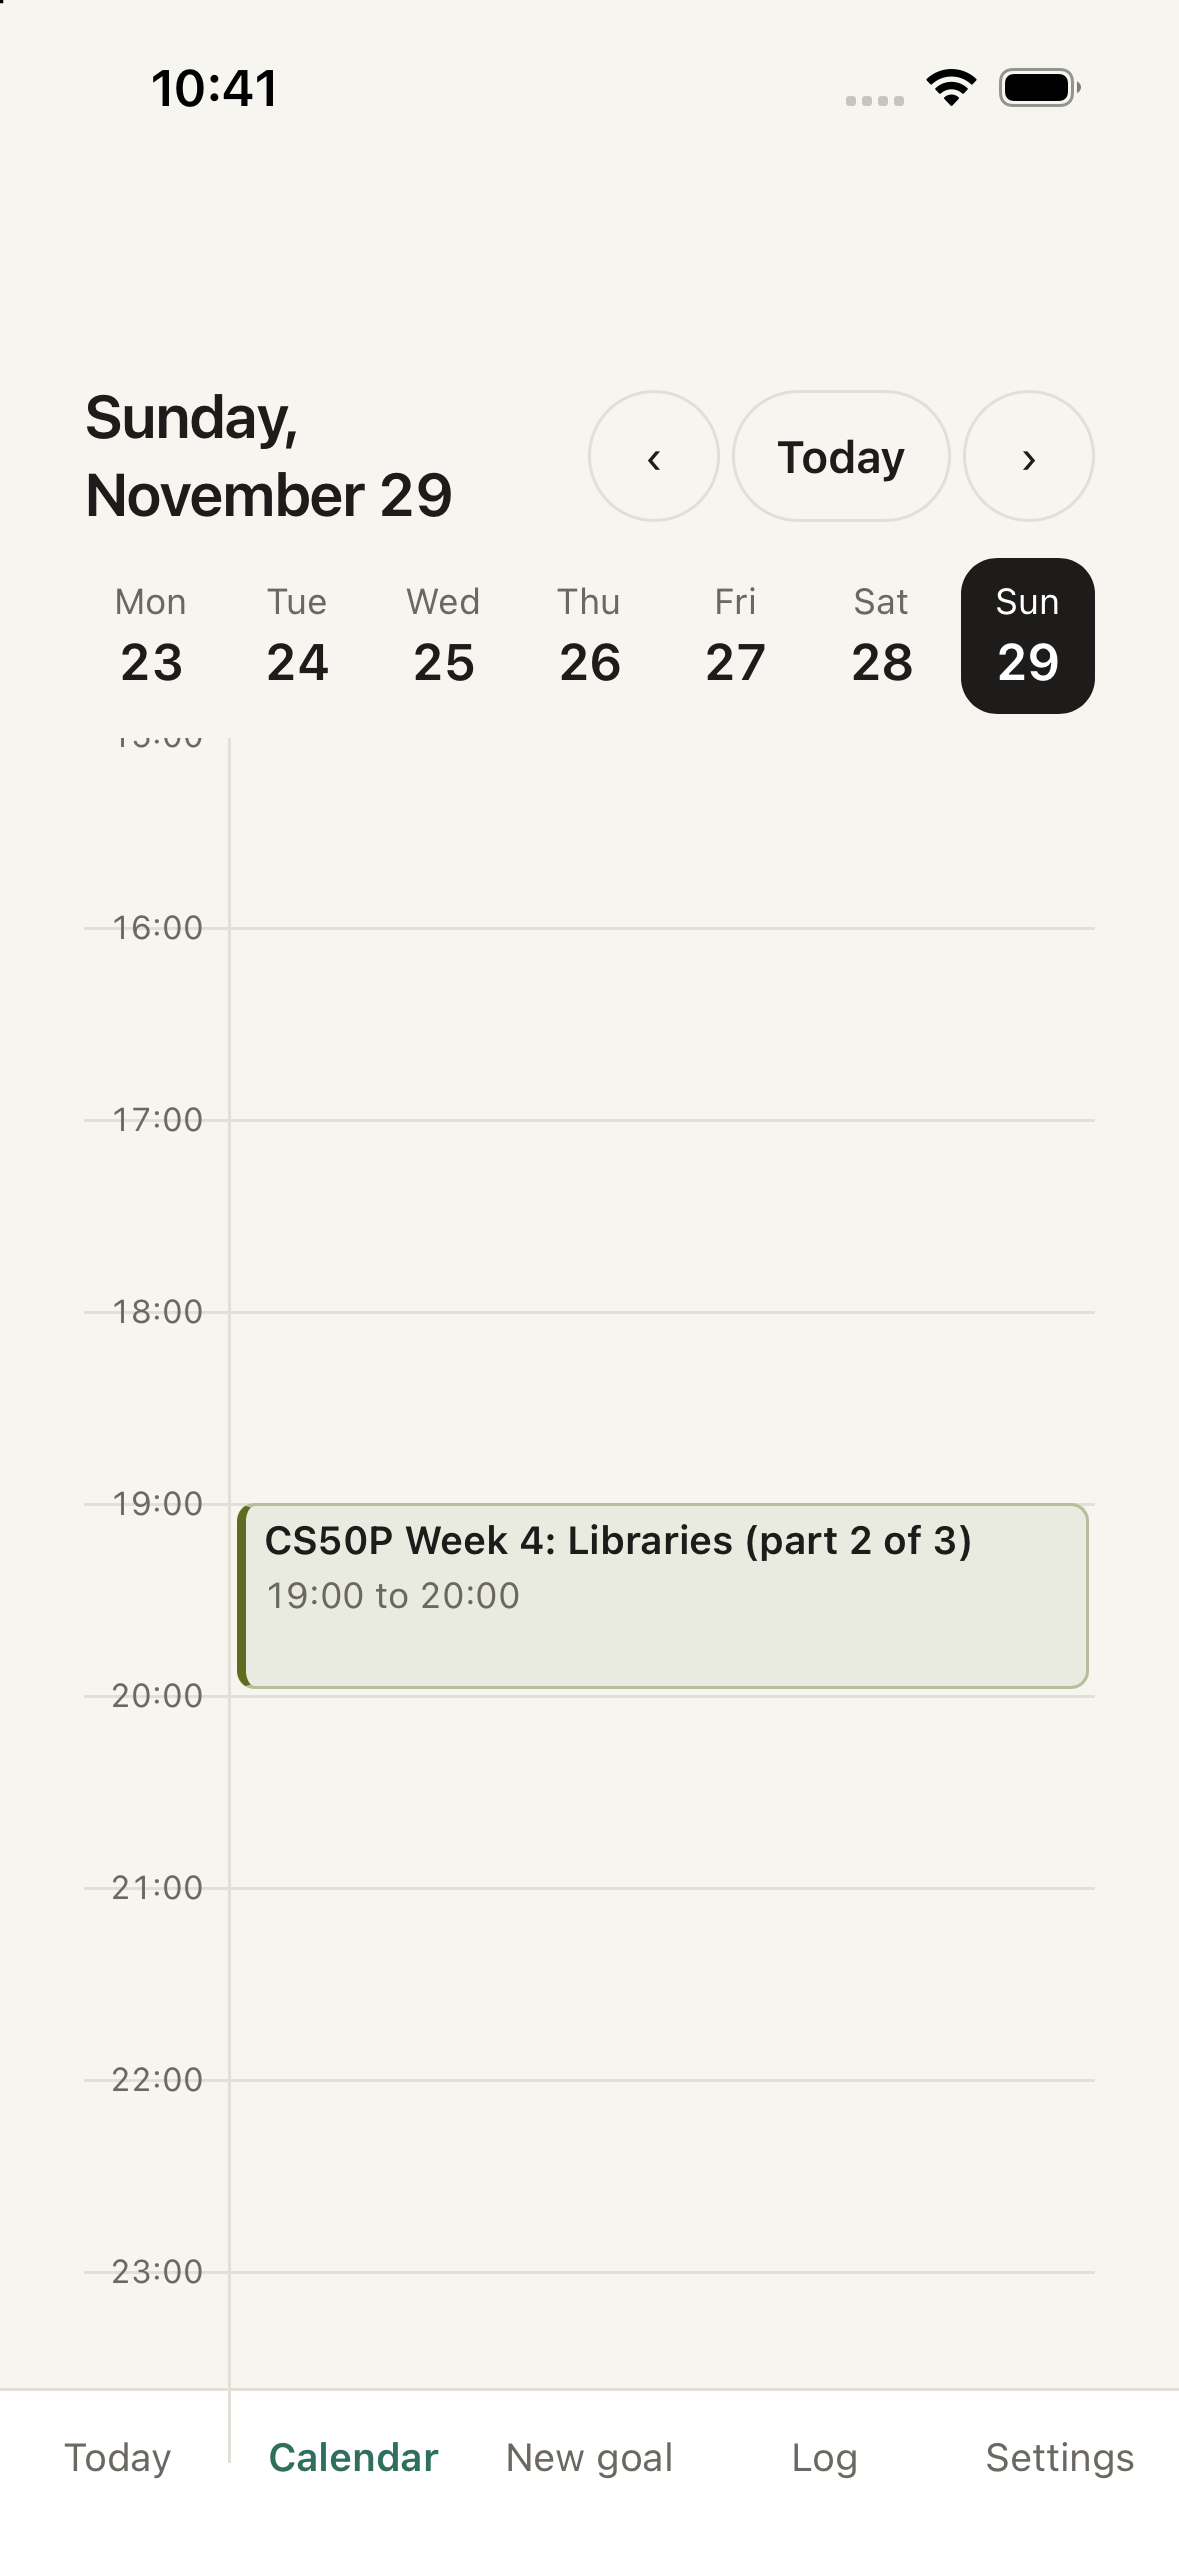 10:41
Sunday,
November 29
‹ Today ›
Mon Tue Wed Thu Fri Sat Sun
23 24 25 26 27 28 29
16:00
17:00
18:00
19:00
CS50P Week 4: Libraries (part 2 of 3)
19:00 to 20:00
20:00
21:00
22:00
23:00
Today Calendar New goal Log Settings